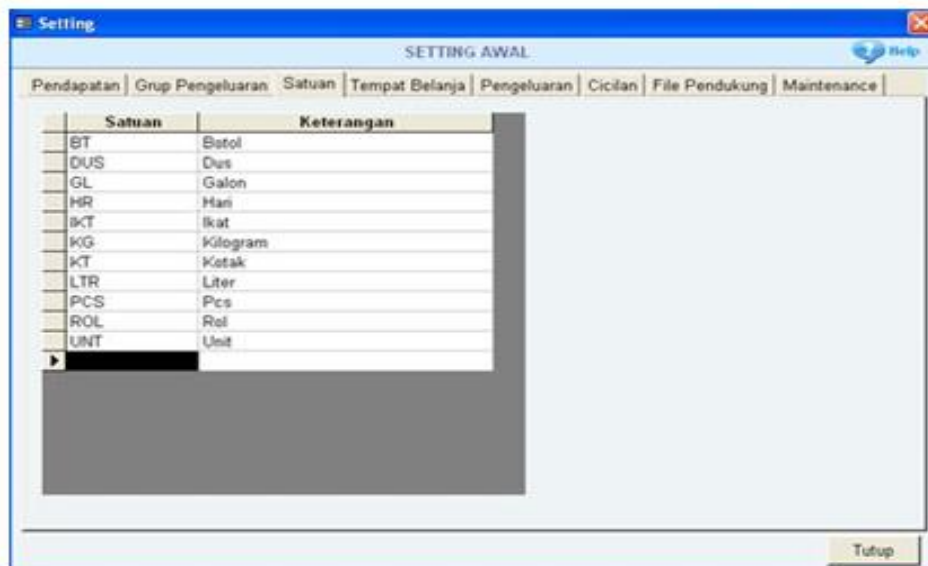 Setting
SETTING AWAL Help
Pendapatan Grup Pengeluaran Satuan Tempat Belanja Pengeluaran Cicilan File Pendukung Maintenance
Satuan Keterangan
BT Botol
DUS Dus
GL Galon
HR Hari
IKT Ikat
KG Kilogram
KT Kotak
LTR Liter
PCS Pcs
ROL Rol
UNT Unit
Tutup